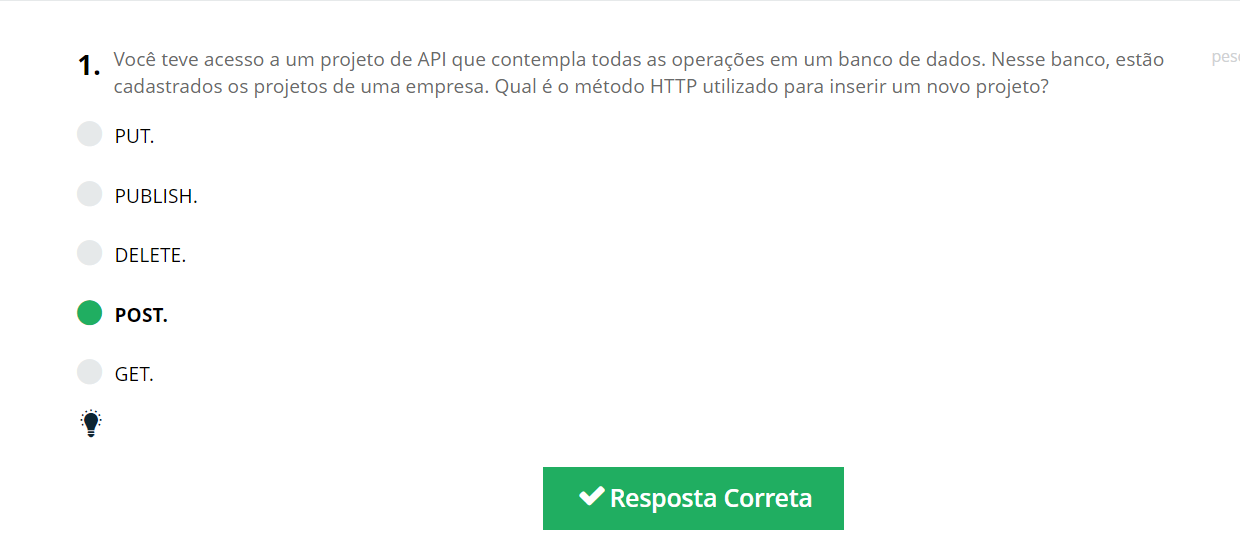 1. Você teve acesso a um projeto de API que contempla todas as operações em um banco de dados. Nesse banco, estão
cadastrados os projetos de uma empresa. Qual é o método HTTP utilizado para inserir um novo projeto?
PUT.
PUBLISH.
DELETE.
POST.
GET.
Resposta Correta